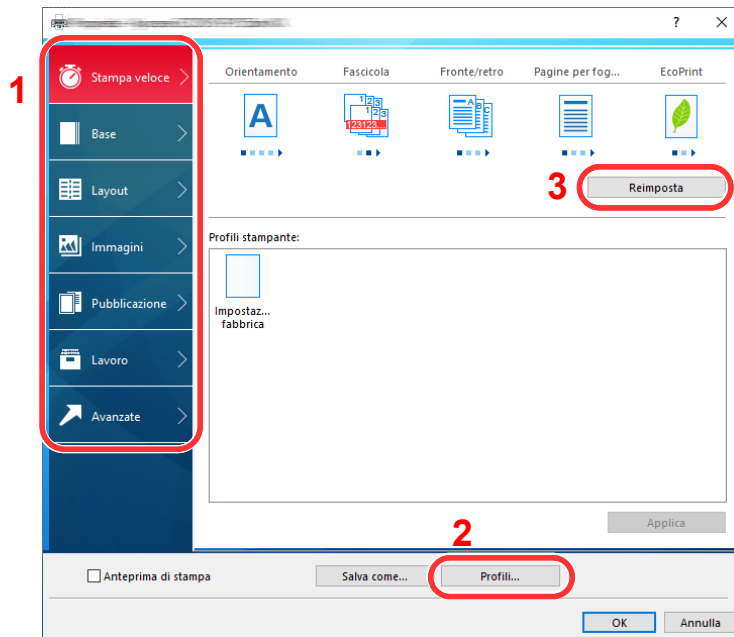 ?
1
Stampa veloce
Orientamento
Fascicola
Fronte/retro
Pagine per fog...
EcoPrint
Base
Layout
3
Reimposta
Immagini
Profili stampante:
Impostaz...
fabbrica
Pubblicazione
Lavoro
Avanzate
Applica
2
Anteprima di stampa
Salva come...
Profili...
OK
Annulla